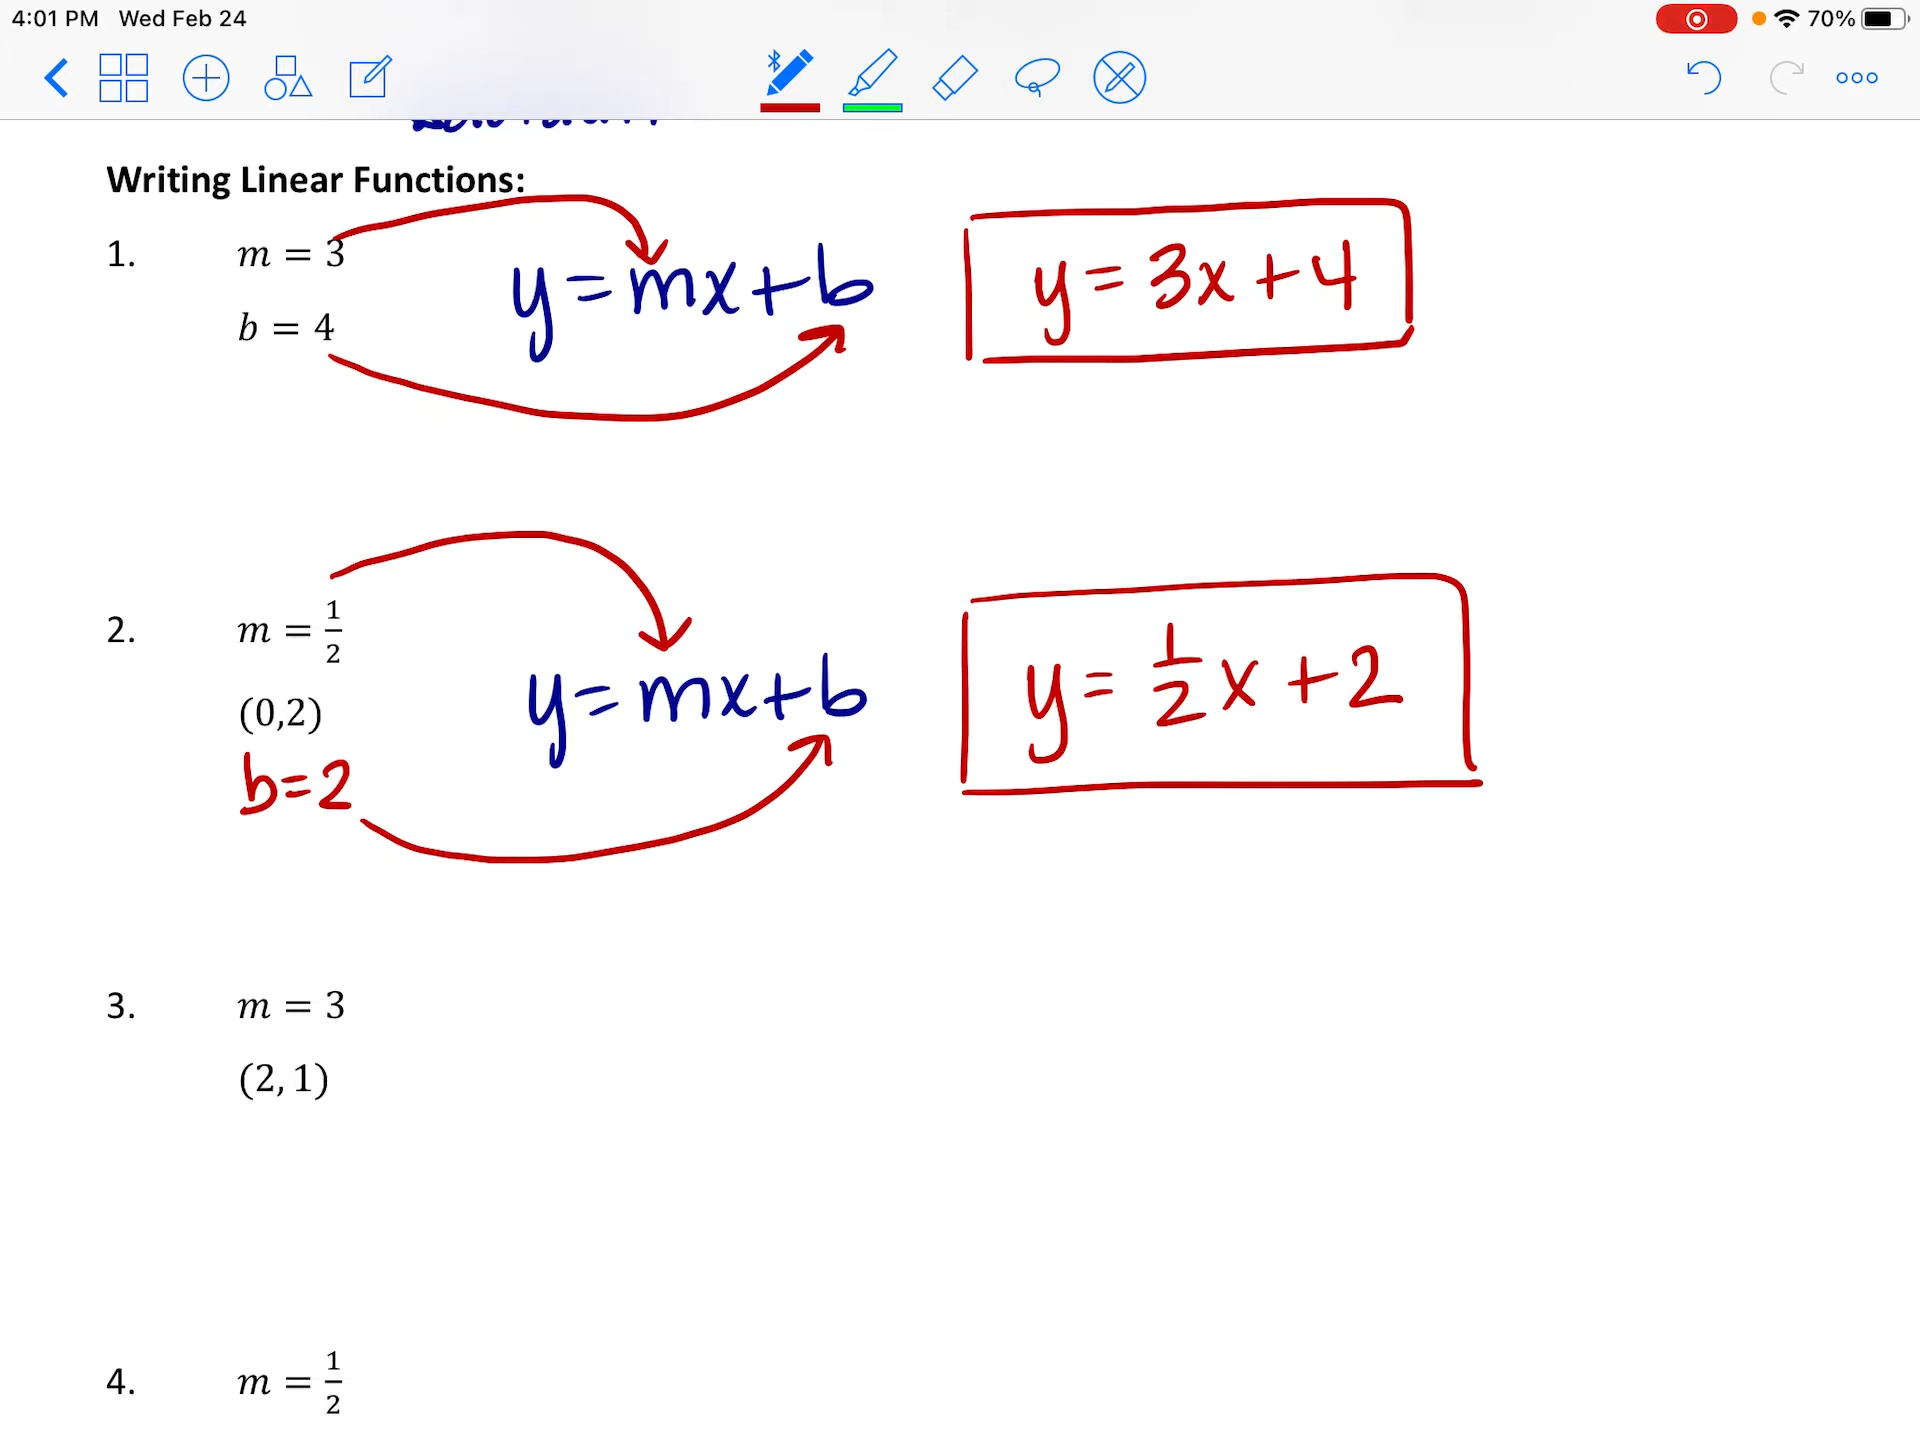 4:01 PM Wed Feb 24
70%
Writing Linear Functions:
1. m = 3
b = 4
y = mx + b
y = 3x + 4
2. m = 1/2
(0,2)
b = 2
y = mx + b
y = 1/2 x + 2
3. m = 3
(2, 1)
4. m = 1/2